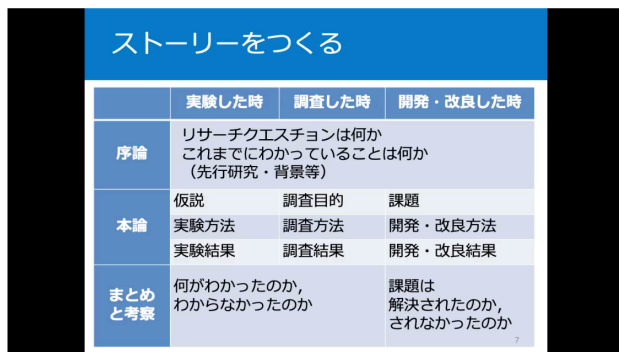 ストーリーをつくる
実験した時 調査した時 開発・改良した時
序論
リサーチクエスチョンは何か
これまでにわかっていることは何か
（先行研究・背景等）
本論
仮説 調査目的 課題
実験方法 調査方法 開発・改良方法
実験結果 調査結果 開発・改良結果
まとめ
と考察
何がわかったのか，
わからなかったのか
課題は
解決されたのか，
されなかったのか
7